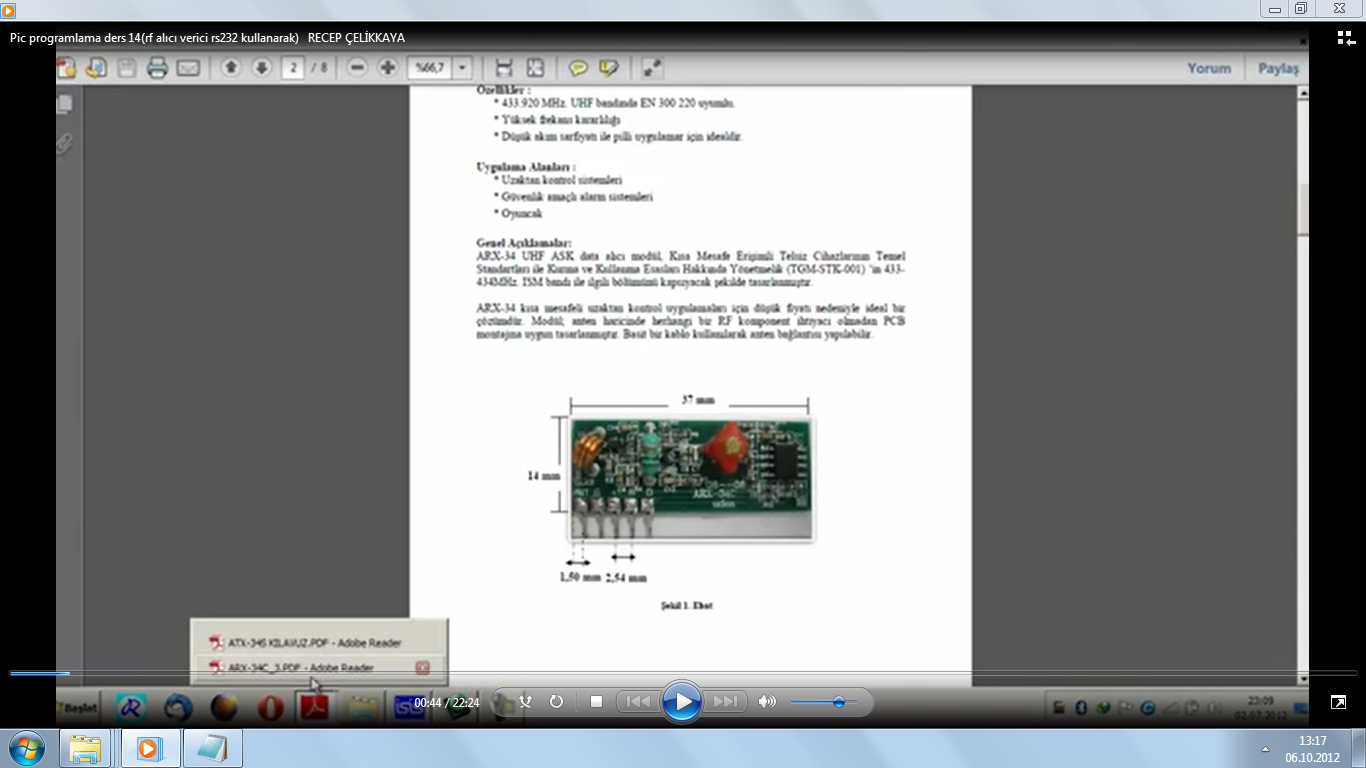 Pic programlama ders 14(rf alıcı verici rs232 kullanarak) RECEP ÇELİKKAYA
2 / 8 %66,7 Yorum Paylaş
Özellikler :
* 433.920 MHz. UHF bandında EN 300 220 uyumlu.
* Yüksek frekans kararlılığı
* Düşük akım sarfiyatı ile pilli uygulamar için idealdir.
Uygulama Alanları :
* Uzaktan kontrol sistemleri
* Güvenlik amaçlı alarm sistemleri
* Oyuncak
Genel Açıklamalar:
ARX-34 UHF ASK data alıcı modül, Kısa Mesafe Erişimli Telsiz Cihazlarının Temel
Standartları ile Kurma ve Kullanma Esasları Hakkında Yönetmelik (TGM-STK-001) 'in 433-
434MHz. ISM bandı ile ilgili bölümünü kapsıyacak şekilde tasarlanmıştır.
ARX-34 kısa mesafeli uzaktan kontrol uygulamaları için düşük fiyatı nedeniyle ideal bir
çözümdür. Modül; anten haricinde herhangi bir RF komponent ihtiyacı olmadan PCB
montajına uygun tasarlanmıştır. Basit bir kablo kullanılarak anten bağlantısı yapılabilir.
37 mm
14 mm
ARX-34C
udea
1,50 mm 2,54 mm
Şekil 1. Ebat
ATX-34S KILAVUZ.PDF - Adobe Reader
ARX-34C_3.PDF - Adobe Reader
Başlat
00:44 / 22:24
23:09
02.07.2012
13:17
06.10.2012